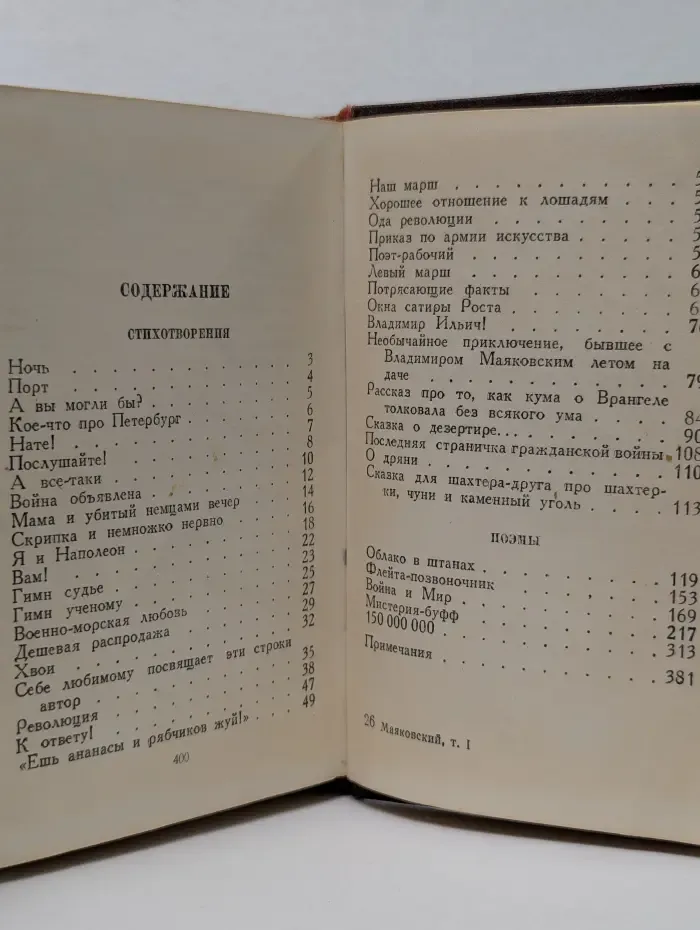 СОДЕРЖАНИЕ
СТИХОТВОРЕНИЯ
Ночь . . . . . . . . . . . 3
Порт . . . . . . . . . . . 4
А вы могли бы? . . . . . . . . 5
Кое-что про Петербург . . . . . . 6
Нате! . . . . . . . . . . . 7
Послушайте! . . . . . . . . . 8
А все-таки . . . . . . . . . 10
Война объявлена . . . . . . . . 12
Мама и убитый немцами вечер . . . . 14
Скрипка и немножко нервно . . . . . 16
Я и Наполеон . . . . . . . . . 18
Вам! . . . . . . . . . . . 22
Гимн судье . . . . . . . . . 23
Гимн ученому . . . . . . . . . 25
Военно-морская любовь . . . . . . 27
Дешевая распродажа . . . . . . . 29
Хвои . . . . . . . . . . . 32
Себе любимому посвящает эти строки
автор . . . . . . . . . . 35
Революция . . . . . . . . . . 38
К ответу! . . . . . . . . . . 47
«Ешь ананасы и рябчиков жуй!» . . . 49
400
Наш марш . . . . . . . . . .
Хорошее отношение к лошадям . . .
Ода революции . . . . . . . .
Приказ по армии искусства . . . . .
Поэт-рабочий . . . . . . . . .
Левый марш . . . . . . . . .
Потрясающие факты . . . . . . .
Окна сатиры Роста . . . . . . .
Владимир Ильич! . . . . . . . .
Необычайное приключение, бывшее с
Владимиром Маяковским летом на
даче . . . . . . . . . . 79
Рассказ про то, как кума о Врангеле
толковала без всякого ума . . . . 84
Сказка о дезертире... . . . . . . . 90
Последняя страничка гражданской войны . 108
О дряни . . . . . . . . . . 110
Сказка для шахтера-друга про шахтер-
ки, чуни и каменный уголь . . . . 113
ПОЭМЫ
Облако в штанах . . . . . . . . 119
Флейта-позвоночник . . . . . . . 153
Война и Мир . . . . . . . . . 169
Мистерия-буфф . . . . . . . . 217
150 000 000 . . . . . . . . . 313
Примечания . . . . . . . . . 381
26 Маяковский, т. I